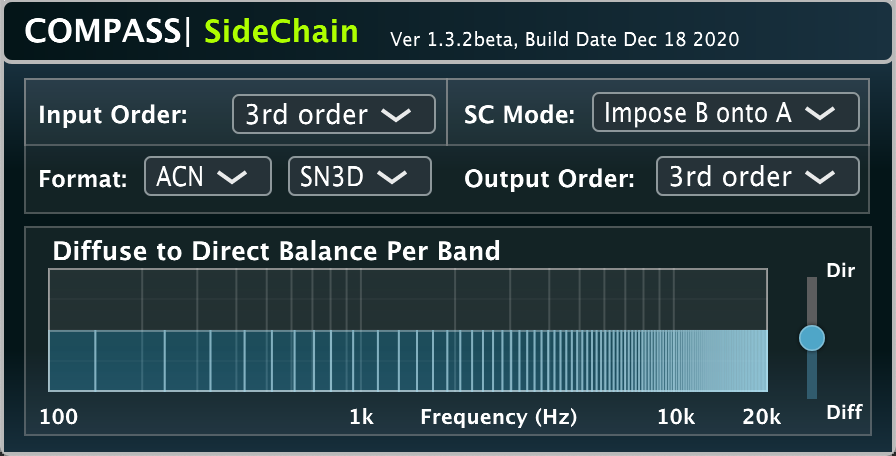 COMPASS| SideChain Ver 1.3.2beta, Build Date Dec 18 2020
Input Order: 3rd order SC Mode: Impose B onto A
Format: ACN SN3D Output Order: 3rd order
Diffuse to Direct Balance Per Band
Dir
Diff
100 1k Frequency (Hz) 10k 20k